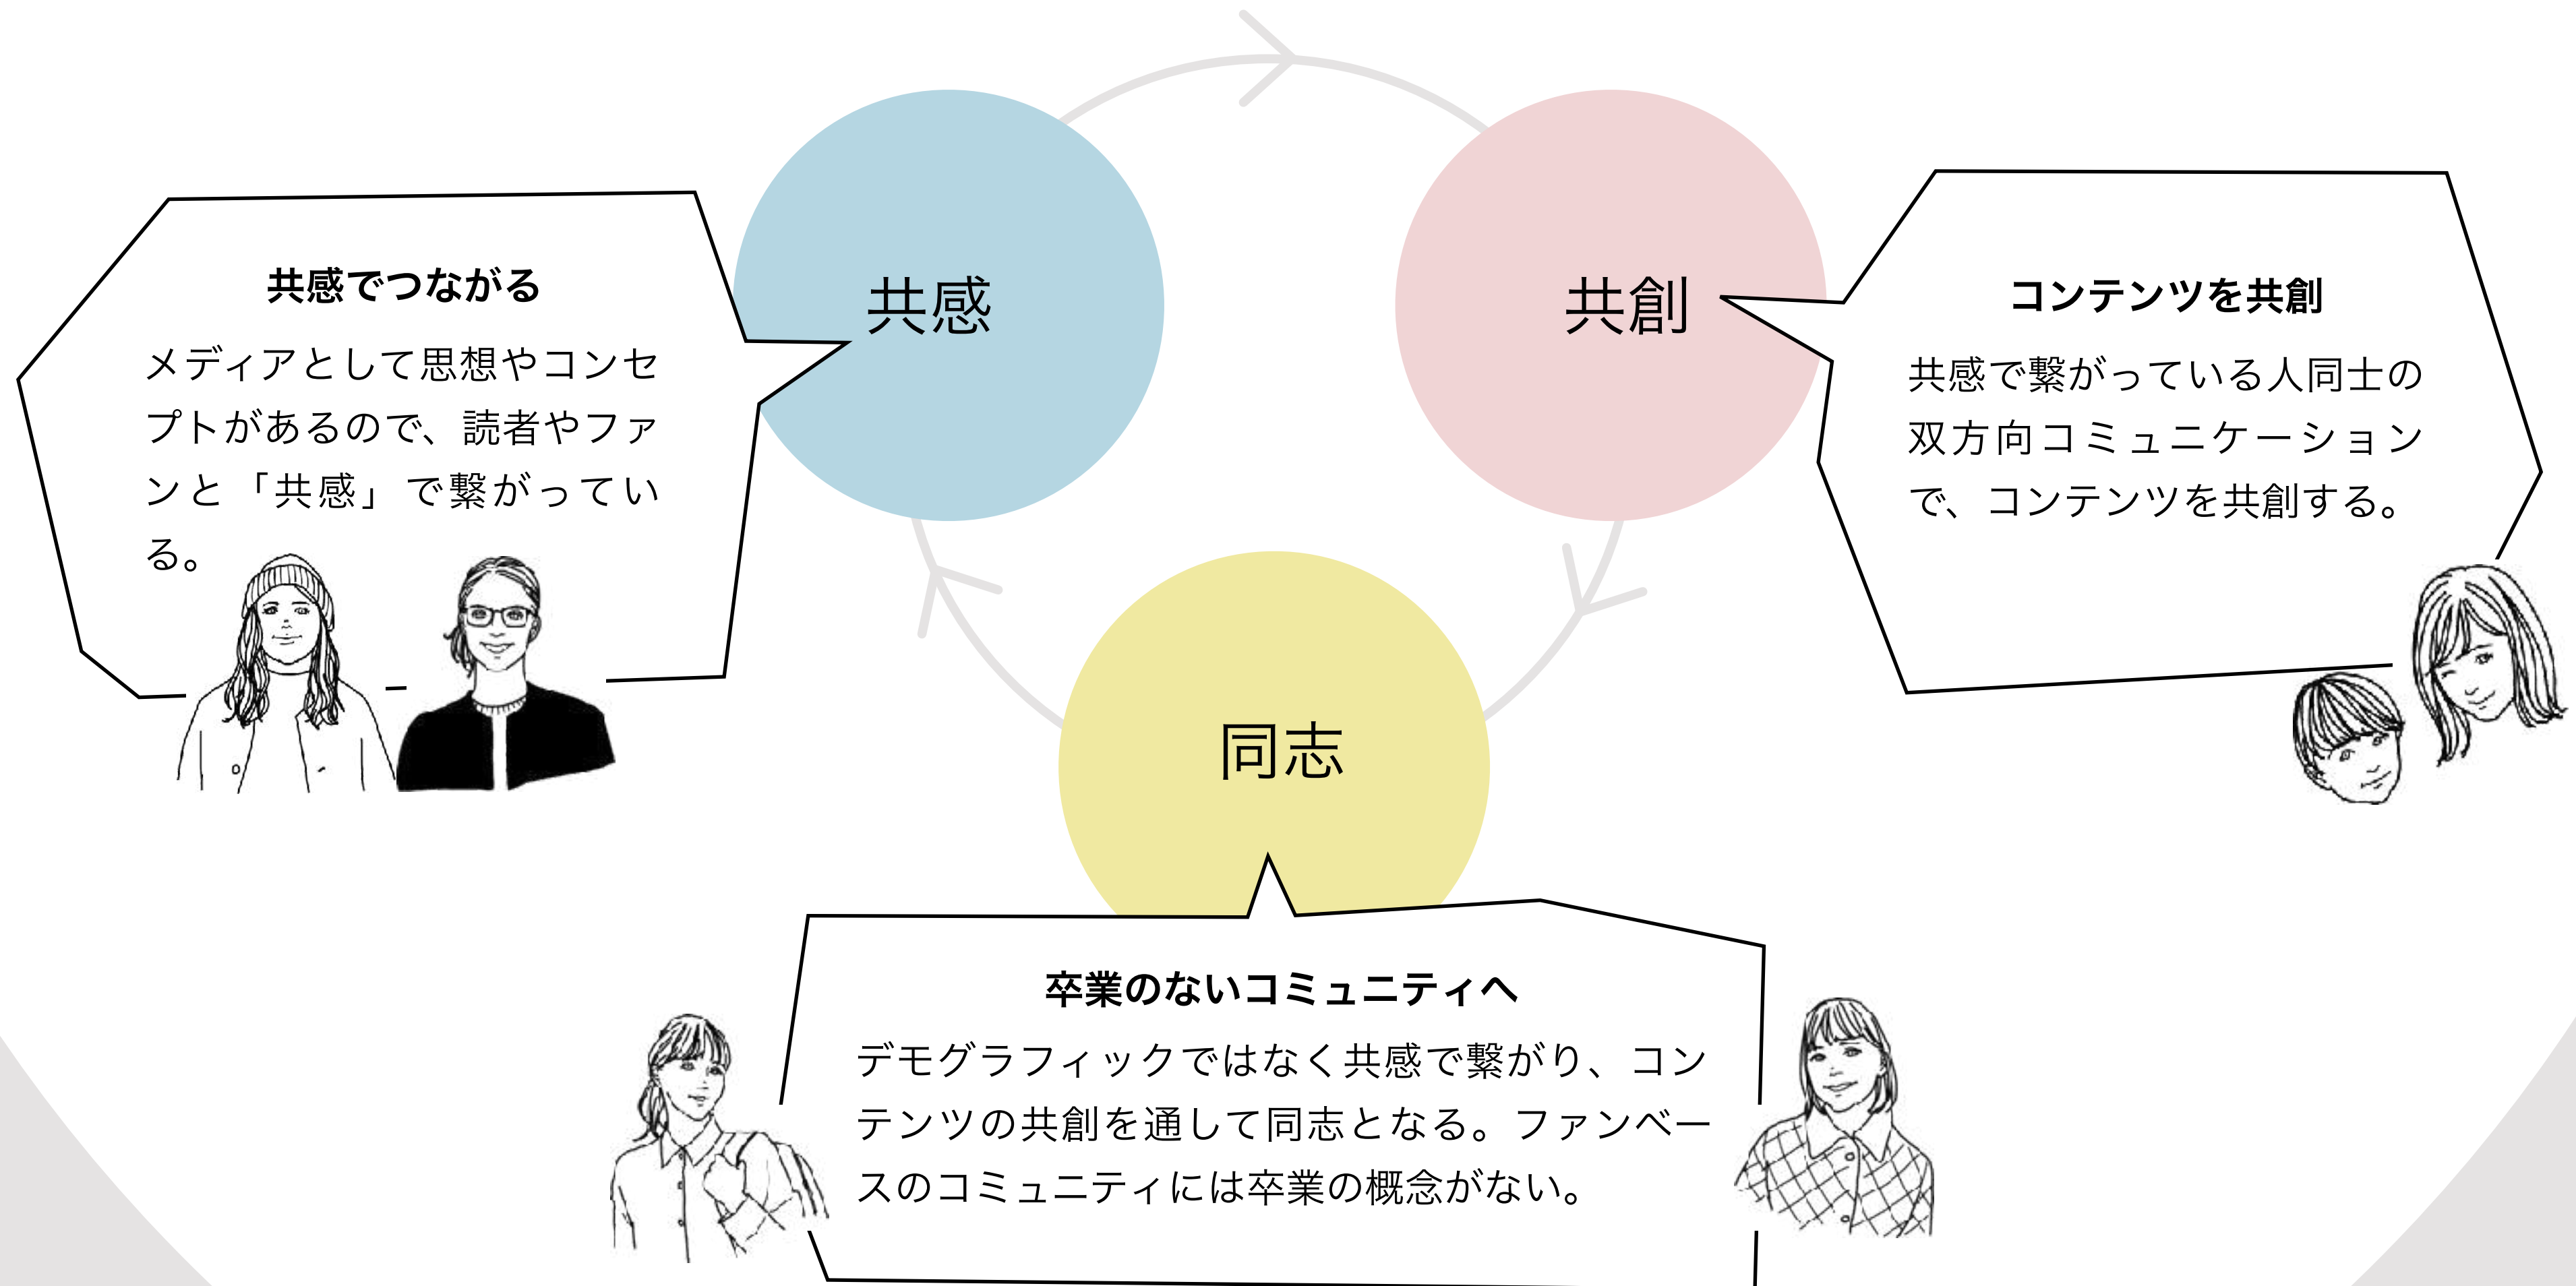 共感
共創
共感でつながる
メディアとして思想やコンセ
プトがあるので、読者やファ
ンと「共感」で繋がってい
る。
コンテンツを共創
共感で繋がっている人同士の
双方向コミュニケーション
で、コンテンツを共創する。
同志
卒業のないコミュニティへ
デモグラフィックではなく共感で繋がり、コン
テンツの共創を通して同志となる。ファンベー
スのコミュニティには卒業の概念がない。